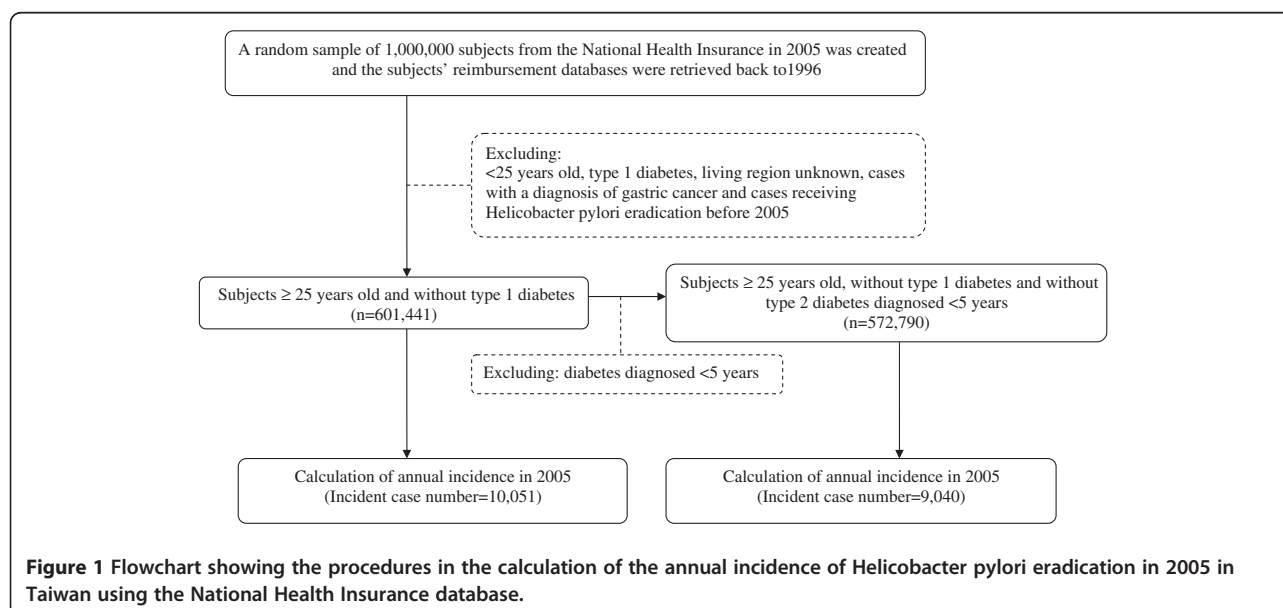 A random sample of 1,000,000 subjects from the National Health Insurance in 2005 was created
and the subjects’ reimbursement databases were retrieved back to1996
Excluding:
<25 years old, type 1 diabetes, living region unknown, cases
with a diagnosis of gastric cancer and cases receiving
Helicobacter pylori eradication before 2005
Subjects ≥ 25 years old and without type 1 diabetes
(n=601,441)
Subjects ≥ 25 years old, without type 1 diabetes and without
type 2 diabetes diagnosed <5 years
(n=572,790)
Excluding: diabetes diagnosed <5 years
Calculation of annual incidence in 2005
(Incident case number=10,051)
Calculation of annual incidence in 2005
(Incident case number=9,040)
Figure 1 Flowchart showing the procedures in the calculation of the annual incidence of Helicobacter pylori eradication in 2005 in
Taiwan using the National Health Insurance database.